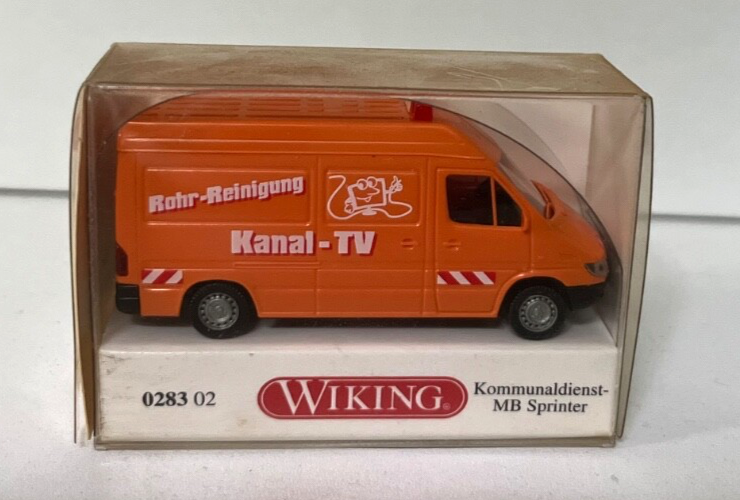 Rohr-Reinigung
Kanal-TV
0283 02
WIKING®
Kommunaldienst-
MB Sprinter